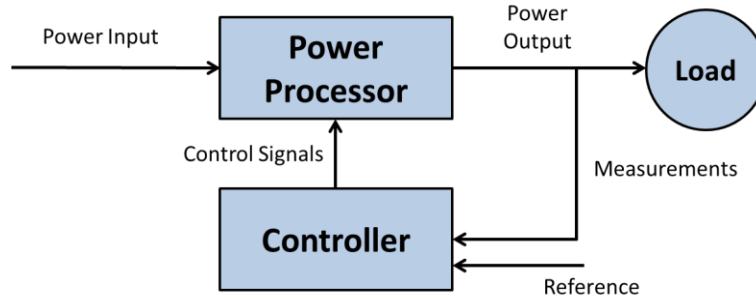 Power Input
Power
Processor
Power
Output
Load
Control Signals
Measurements
Controller
Reference